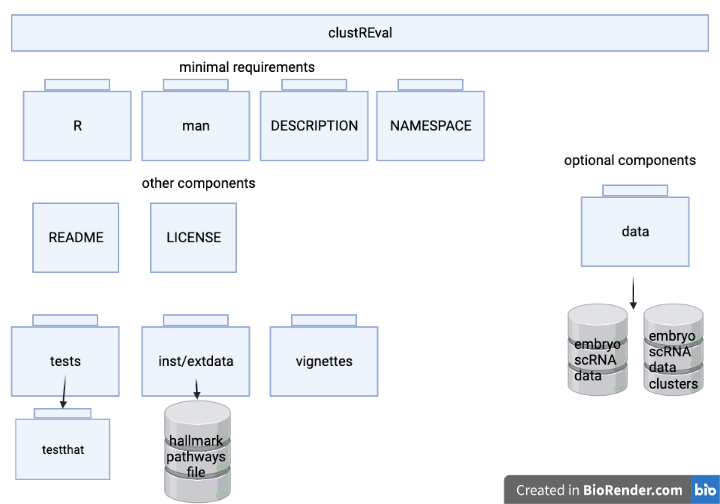 clustREval
minimal requirements
R
man
DESCRIPTION
NAMESPACE
optional components
other components
data
README
LICENSE
embryo
scRNA
data
embryo
scRNA
data
clusters
tests
inst/extdata
vignettes
testthat
hallmark
pathways
file
Created in BioRender.com bio